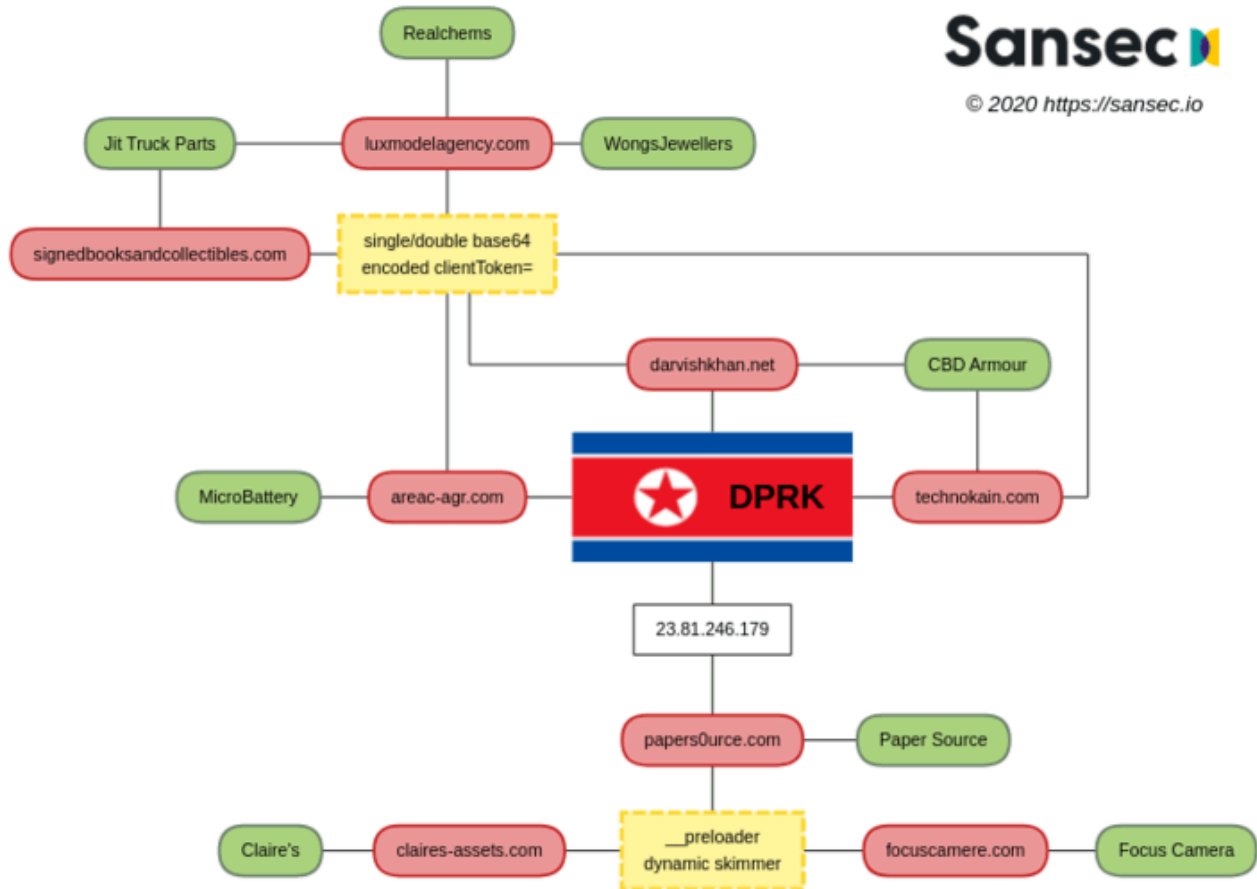 Realchems
Sansec
© 2020 https://sansec.io
Jit Truck Parts
luxmodelagency.com
WongsJewellers
signedbooksandcollectibles.com
single/double base64
encoded clientToken=
darvishkhan.net
CBD Armour
MicroBattery
areac-agr.com
DPRK
technokain.com
23.81.246.179
papers0urce.com
Paper Source
Claire's
claires-assets.com
__preloader
dynamic skimmer
focuscamere.com
Focus Camera